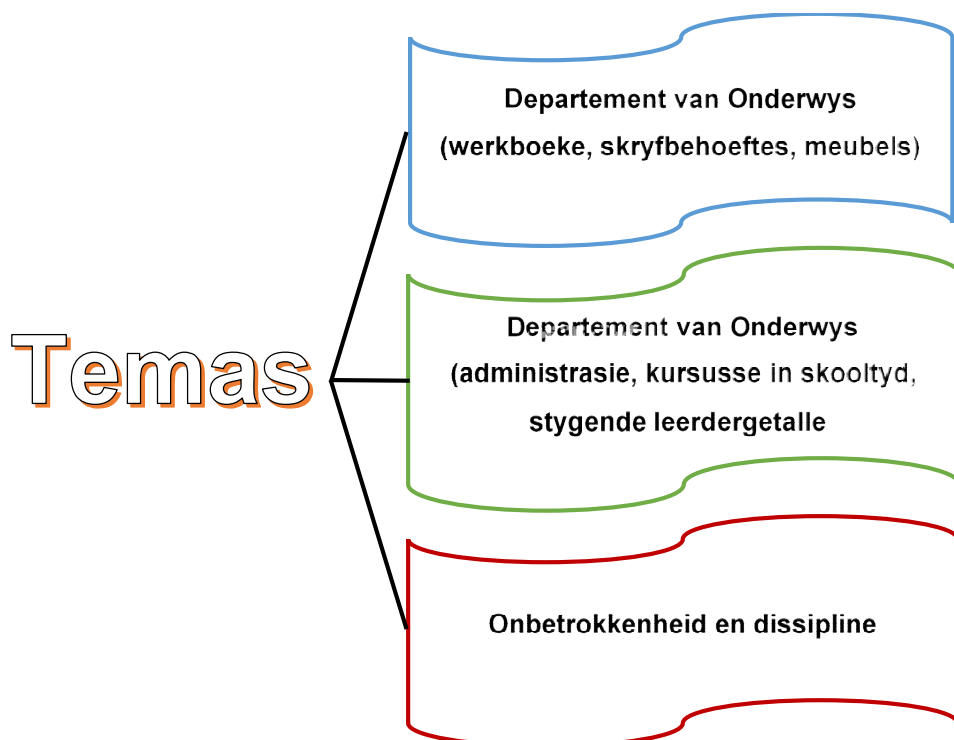 Temas
Departement van Onderwys
(werkboeke, skryfbehoeftes, meubels)
Departement van Onderwys
(administrasie, kursusse in skooltyd,
stygende leerdergetalle
Onbetrokkenheid en dissipline